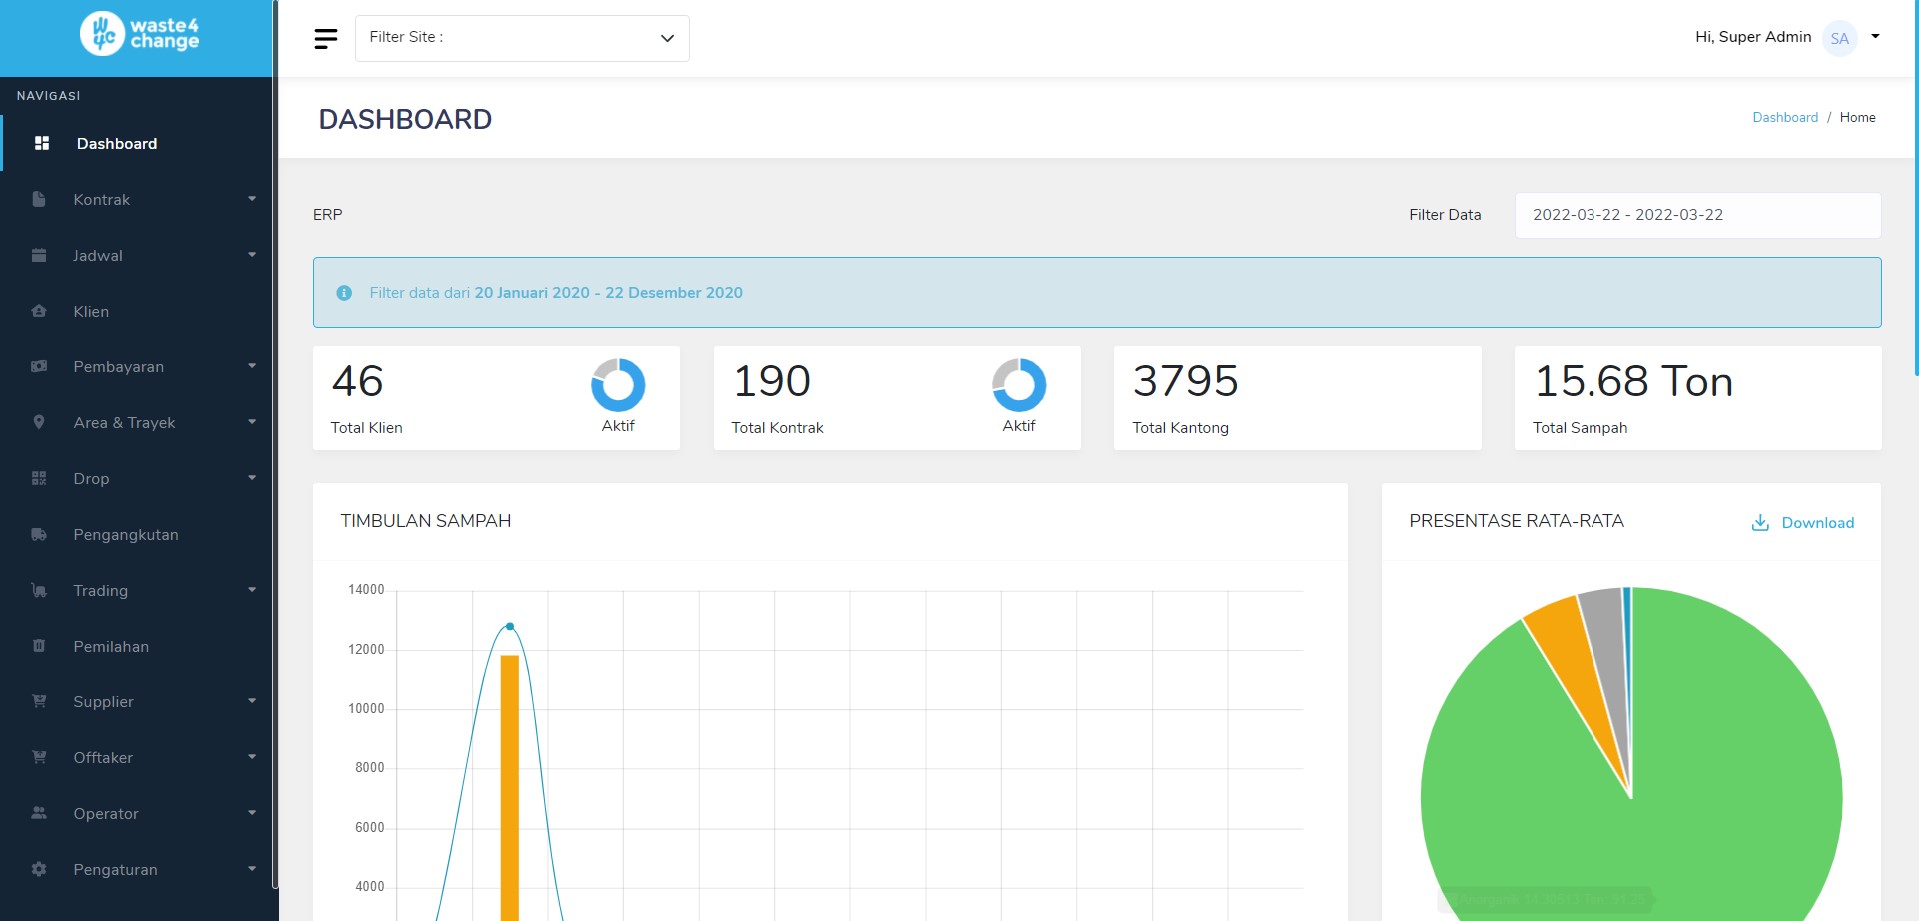 waste4
change
Filter Site :
Hi, Super Admin
SA
NAVIGASI
DASHBOARD
Dashboard / Home
Dashboard
Kontrak
Jadwal
Klien
Pembayaran
Area & Trayek
Drop
Pengangkutan
Trading
Pemilahan
Supplier
Offtaker
Operator
Pengaturan
ERP
Filter Data
2022-03-22 - 2022-03-22
Filter data dari 20 Januari 2020 - 22 Desember 2020
46
Total Klien
Aktif
190
Total Kontrak
Aktif
3795
Total Kantong
15.68 Ton
Total Sampah
TIMBULAN SAMPAH
14000
12000
10000
8000
6000
4000
PRESENTASE RATA-RATA
Download